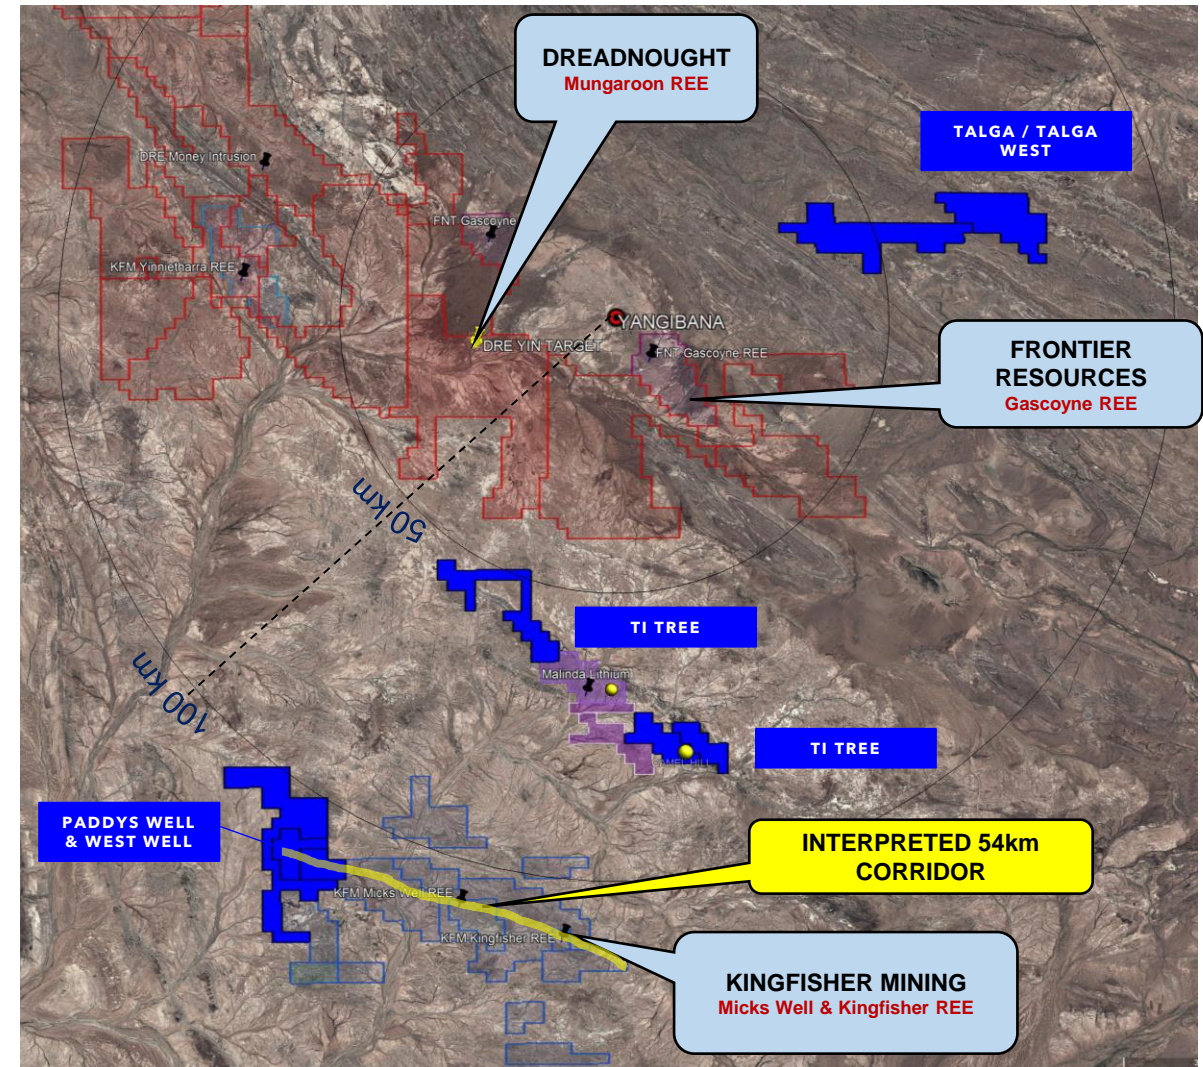 DREADNOUGHT
Mungaroon REE
TALGA / TALGA
WEST
DRE Money Intrusion
FNT Gascoyne
KFM Yinnietharra REE
YANGIBANA
DRE YIN TARGET
FNT Gascoyne REE
FRONTIER
RESOURCES
Gascoyne REE
50 km
100 km
TI TREE
Malinda Lithium
TI TREE
PADDYS WELL
& WEST WELL
INTERPRETED 54km
CORRIDOR
KFM Micks Well REE
KFM Kingfisher REE
KINGFISHER MINING
Micks Well & Kingfisher REE